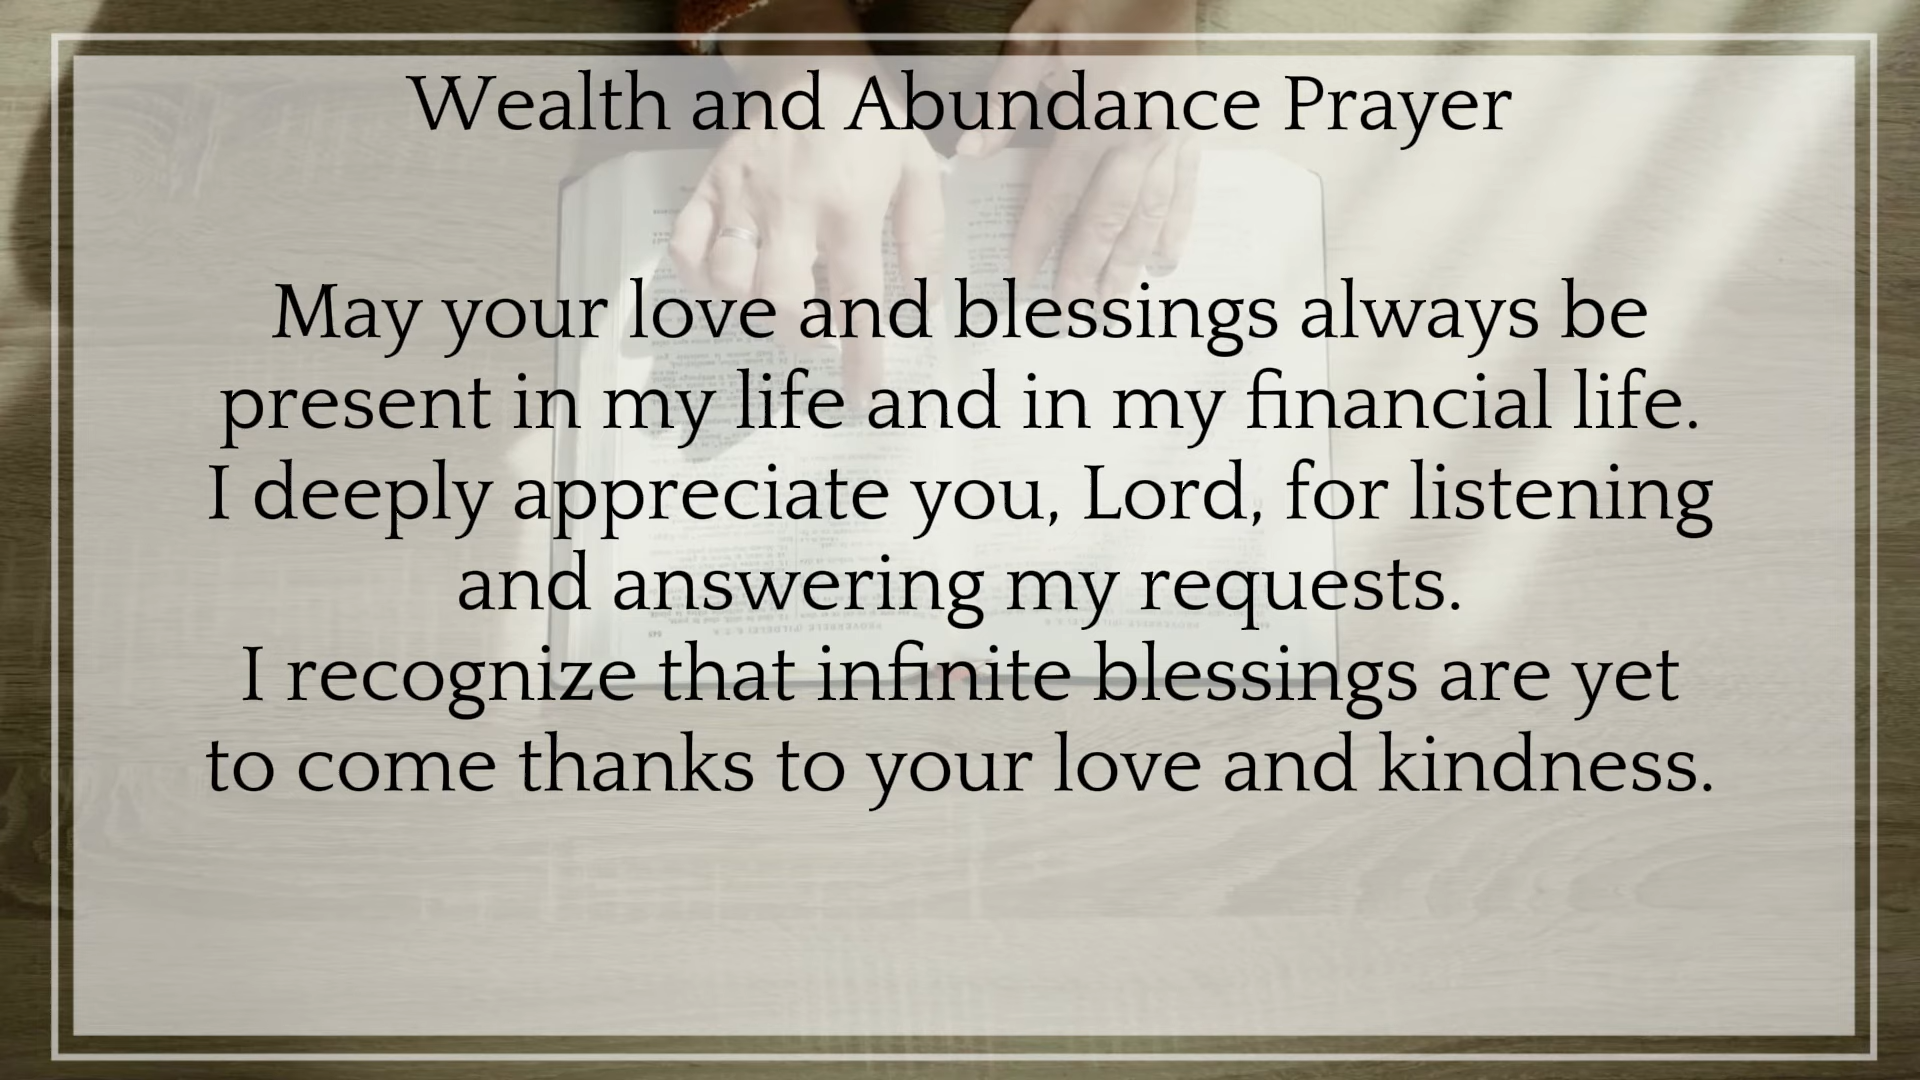 Wealth and Abundance Prayer
May your love and blessings always be
present in my life and in my financial life.
I deeply appreciate you, Lord, for listening
and answering my requests.
I recognize that infinite blessings are yet
to come thanks to your love and kindness.